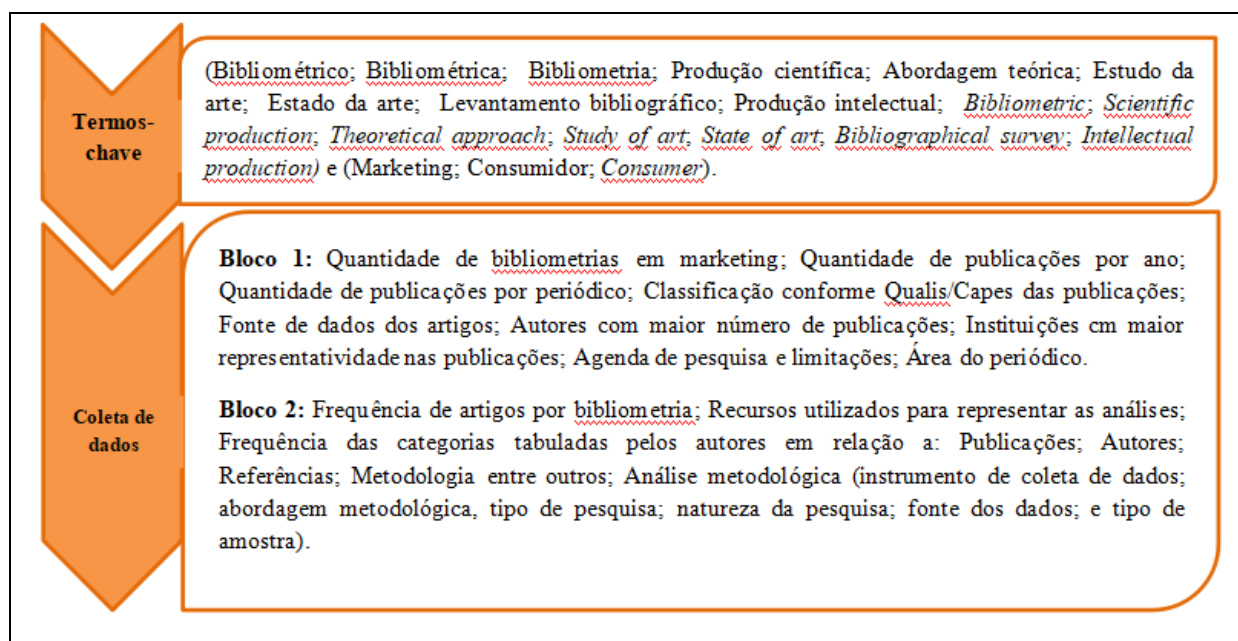 Termos-
chave
(Bibliométrico; Bibliométrica; Bibliometria; Produção científica; Abordagem teórica; Estudo da
arte; Estado da arte; Levantamento bibliográfico; Produção intelectual; Bibliometric; Scientific
production; Theoretical approach; Study of art; State of art; Bibliographical survey; Intellectual
production) e (Marketing; Consumidor; Consumer).
Coleta de
dados
Bloco 1: Quantidade de bibliometrias em marketing; Quantidade de publicações por ano;
Quantidade de publicações por periódico; Classificação conforme Qualis/Capes das publicações;
Fonte de dados dos artigos; Autores com maior número de publicações; Instituições cm maior
representatividade nas publicações; Agenda de pesquisa e limitações; Área do periódico.
Bloco 2: Frequência de artigos por bibliometria; Recursos utilizados para representar as análises;
Frequência das categorias tabuladas pelos autores em relação a: Publicações; Autores;
Referências; Metodologia entre outros; Análise metodológica (instrumento de coleta de dados;
abordagem metodológica, tipo de pesquisa; natureza da pesquisa; fonte dos dados; e tipo de
amostra).